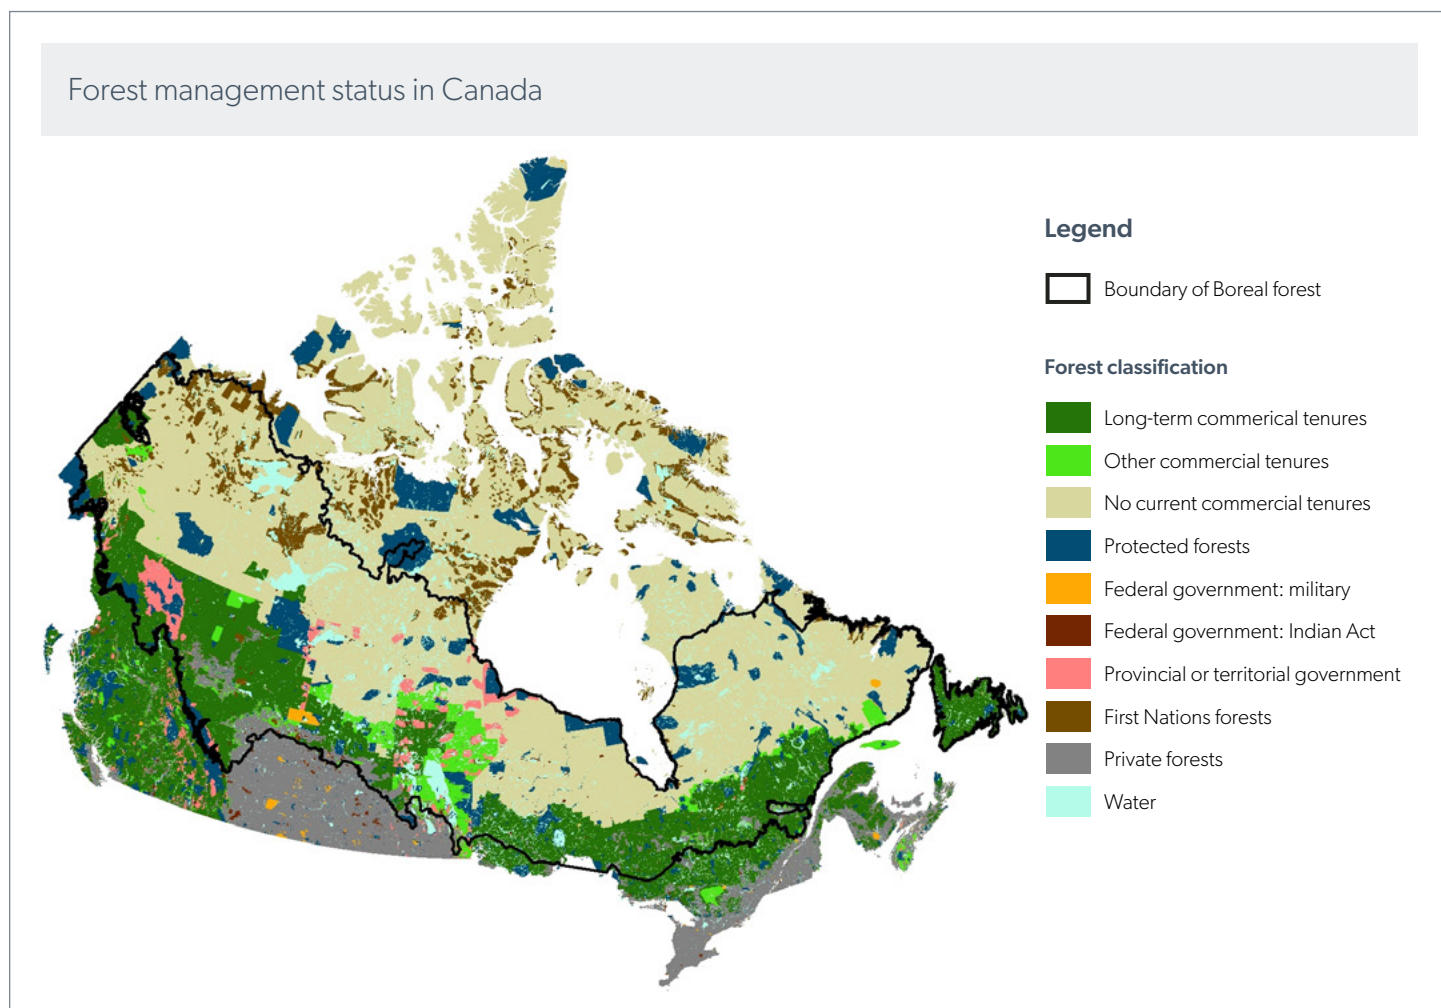 Forest management status in Canada
Legend
Boundary of Boreal forest
Forest classification
Long-term commerical tenures
Other commercial tenures
No current commercial tenures
Protected forests
Federal government: military
Federal government: Indian Act
Provincial or territorial government
First Nations forests
Private forests
Water